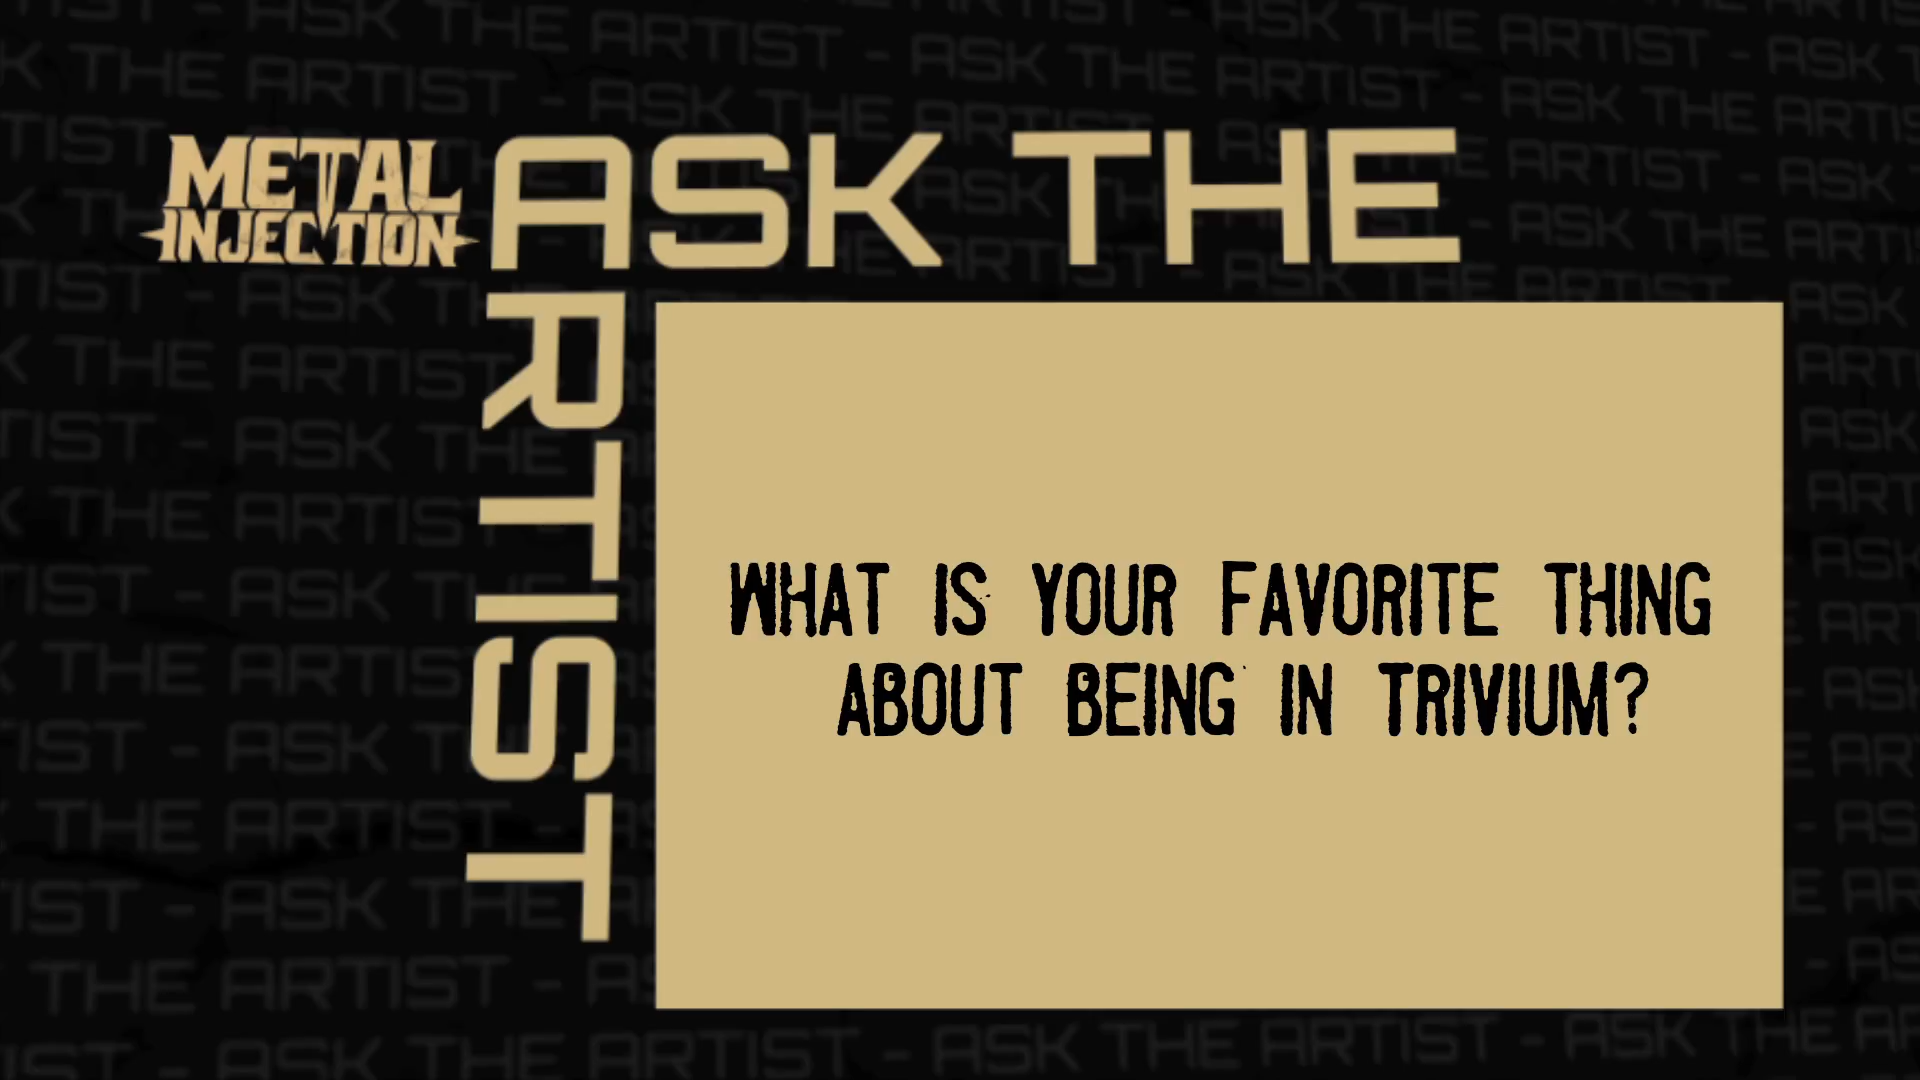 METAL
INJECTION
ASK THE
ARTIST
WHAT IS YOUR FAVORITE THING
ABOUT BEING IN TRIVIUM?